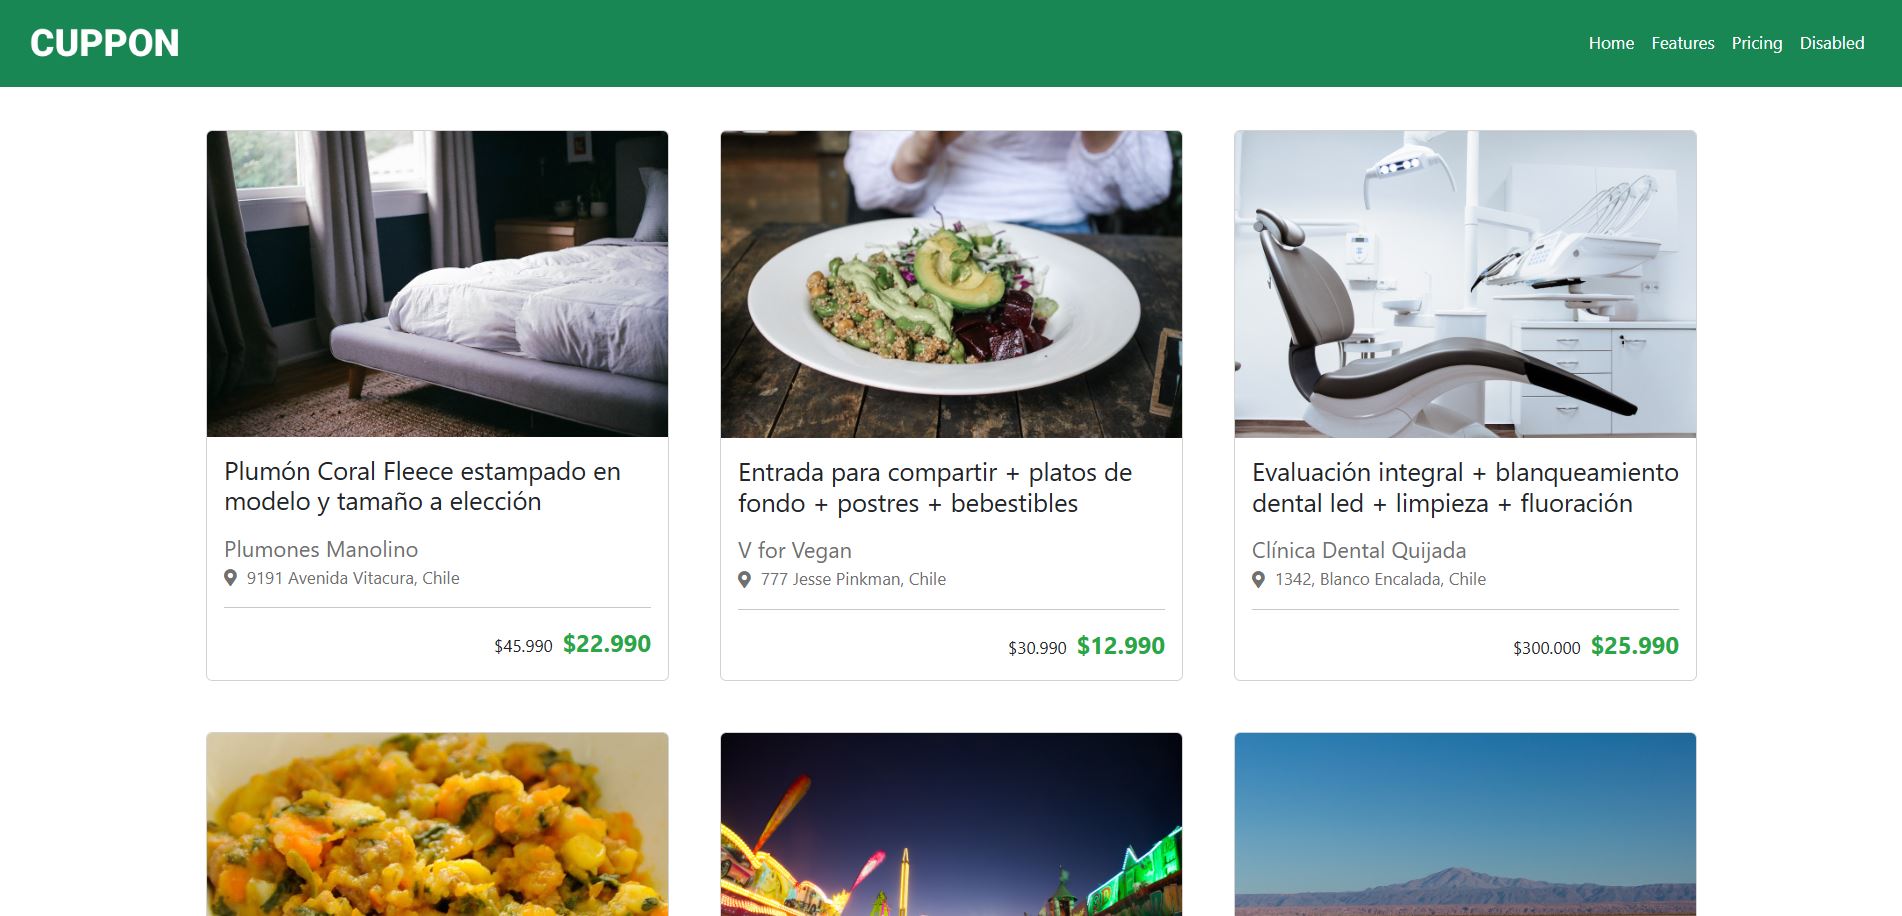 CUPPON
Home Features Pricing Disabled
Plumón Coral Fleece estampado en
modelo y tamaño a elección
Plumones Manolino
9191 Avenida Vitacura, Chile
$45.990 $22.990
Entrada para compartir + platos de
fondo + postres + bebestibles
V for Vegan
777 Jesse Pinkman, Chile
$30.990 $12.990
Evaluación integral + blanqueamiento
dental led + limpieza + fluoración
Clínica Dental Quijada
1342, Blanco Encalada, Chile
$300.000 $25.990